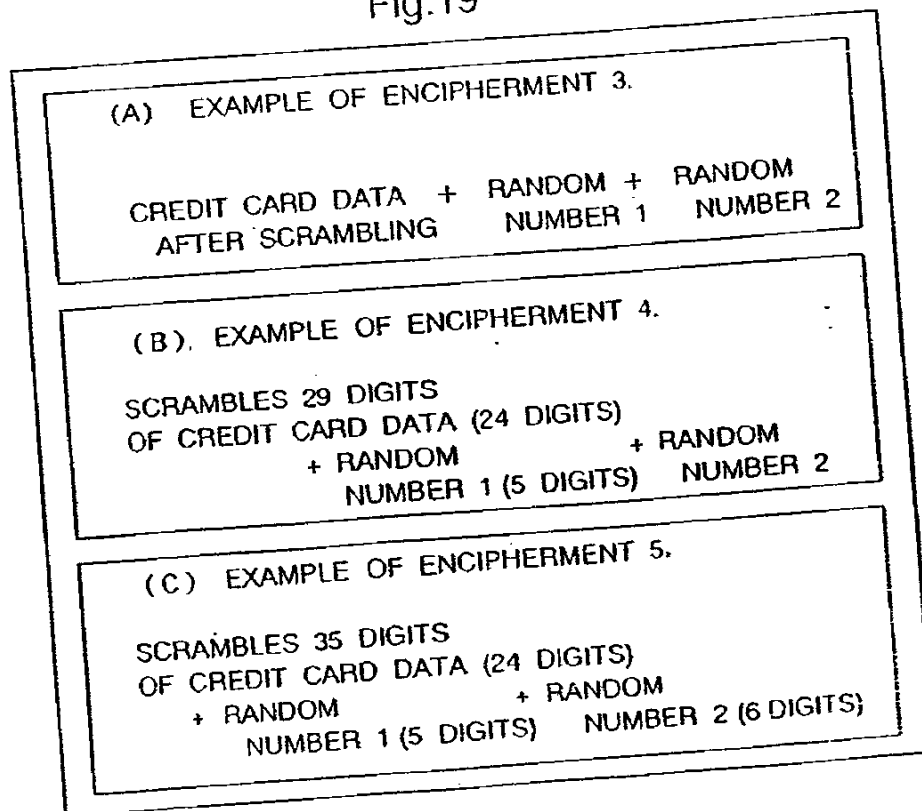 Fig.19
(A) EXAMPLE OF ENCIPHERMENT 3.
CREDIT CARD DATA + RANDOM + RANDOM
AFTER SCRAMBLING NUMBER 1 NUMBER 2
(B). EXAMPLE OF ENCIPHERMENT 4.
SCRAMBLES 29 DIGITS
OF CREDIT CARD DATA (24 DIGITS)
+ RANDOM + RANDOM
NUMBER 1 (5 DIGITS) NUMBER 2
(C) EXAMPLE OF ENCIPHERMENT 5.
SCRAMBLES 35 DIGITS
OF CREDIT CARD DATA (24 DIGITS)
+ RANDOM + RANDOM
NUMBER 1 (5 DIGITS) NUMBER 2 (6 DIGITS)